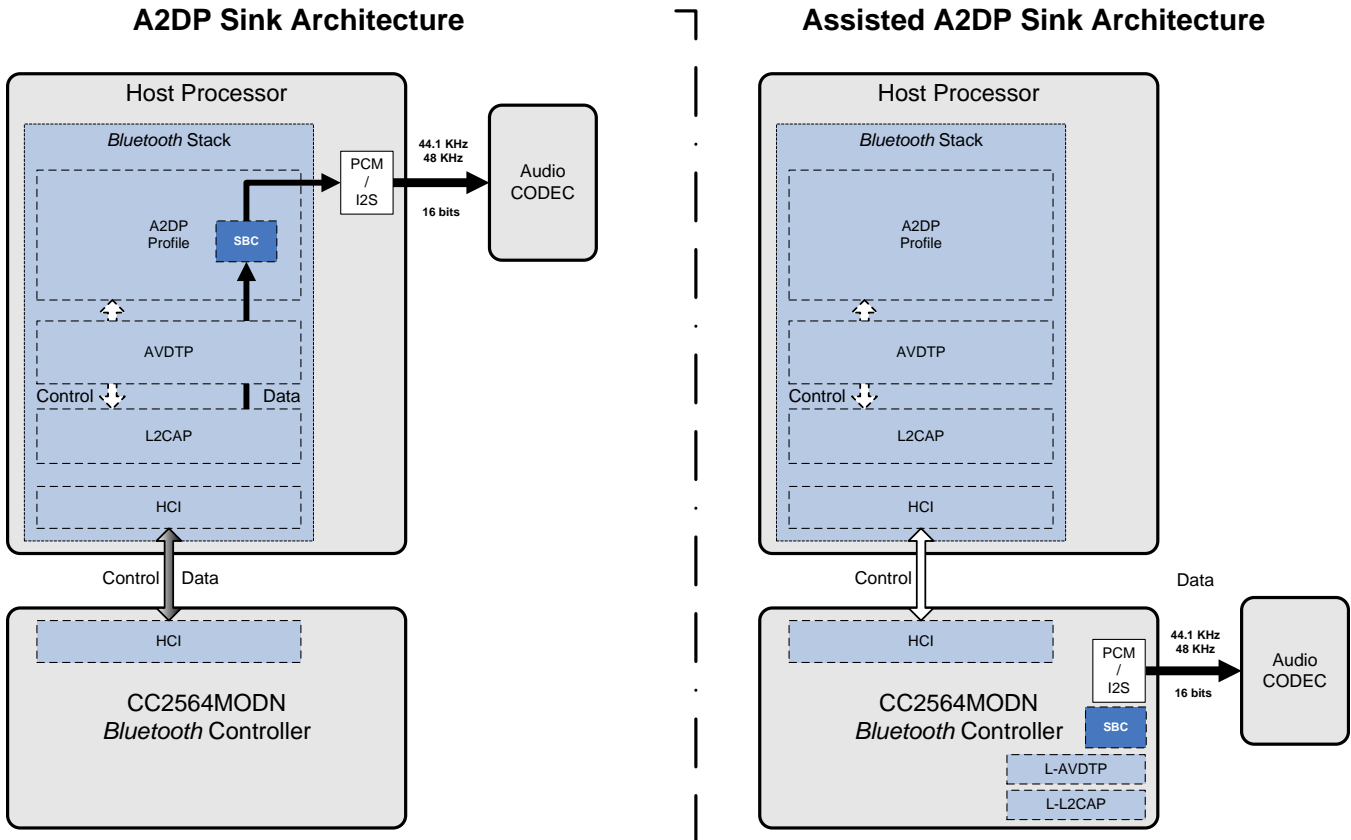 A2DP Sink Architecture
Host Processor
Bluetooth Stack
A2DP
Profile
SBC
PCM
/
I2S
44.1 KHz
48 KHz
16 bits
Audio
CODEC
AVDTP
Control
Data
L2CAP
HCI
Control
Data
HCI
CC2564MODN
Bluetooth Controller
Assisted A2DP Sink Architecture
Host Processor
Bluetooth Stack
A2DP
Profile
AVDTP
Control
L2CAP
HCI
Control
Data
HCI
CC2564MODN
Bluetooth Controller
PCM
/
I2S
44.1 KHz
48 KHz
16 bits
Audio
CODEC
SBC
L-AVDTP
L-L2CAP